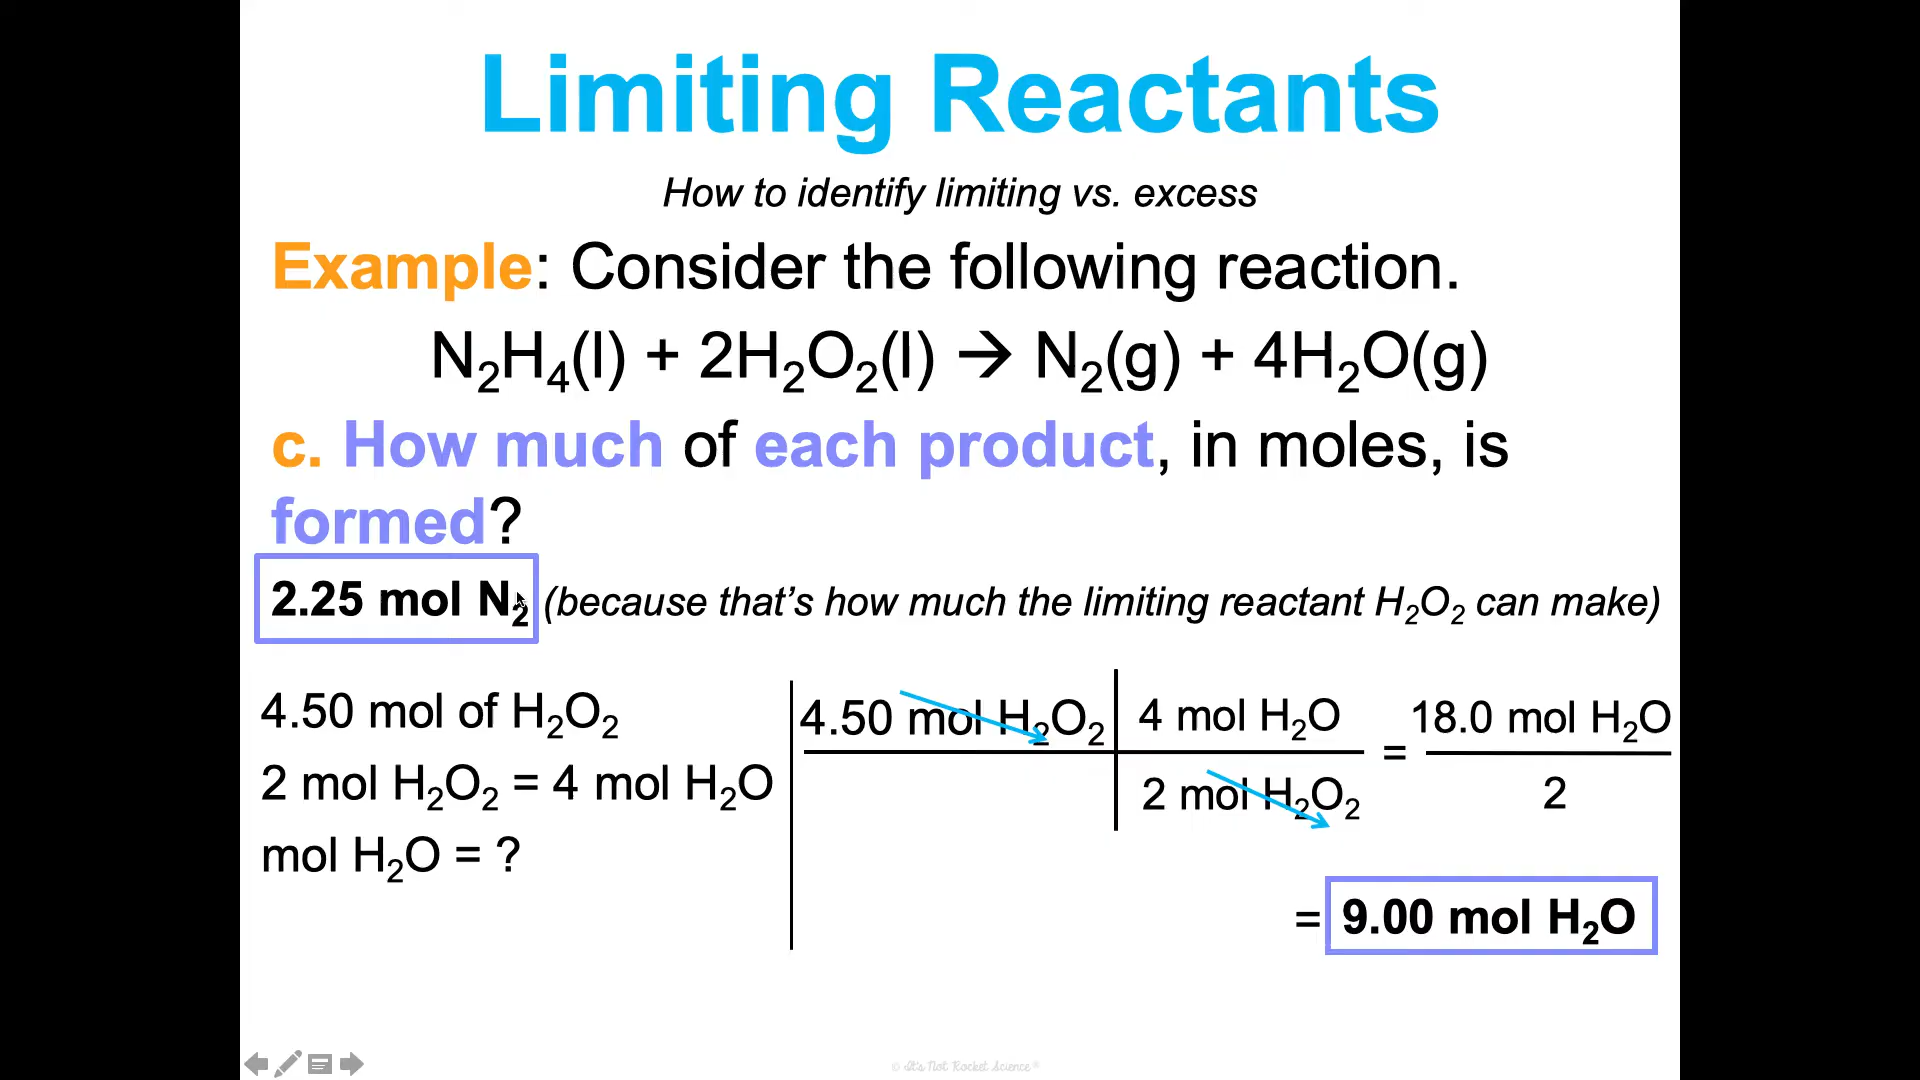 Limiting Reactants
How to identify limiting vs. excess
Example: Consider the following reaction.
N₂H₄(l) + 2H₂O₂(l) → N₂(g) + 4H₂O(g)
c. How much of each product, in moles, is
formed?
2.25 mol N₂ (because that’s how much the limiting reactant H₂O₂ can make)
4.50 mol of H₂O₂
2 mol H₂O₂ = 4 mol H₂O
mol H₂O = ?
4.50 mol H₂O₂ 4 mol H₂O = 18.0 mol H₂O
2 mol H₂O₂ 2
= 9.00 mol H₂O
© It's Not Rocket Science®